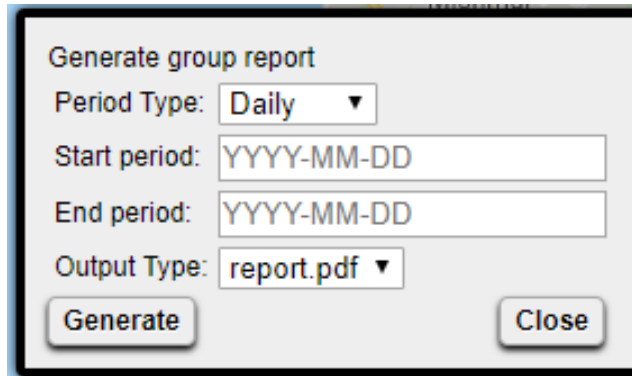 Generate group report
Period Type: Daily
Start period: YYYY-MM-DD
End period: YYYY-MM-DD
Output Type: report.pdf
Generate Close